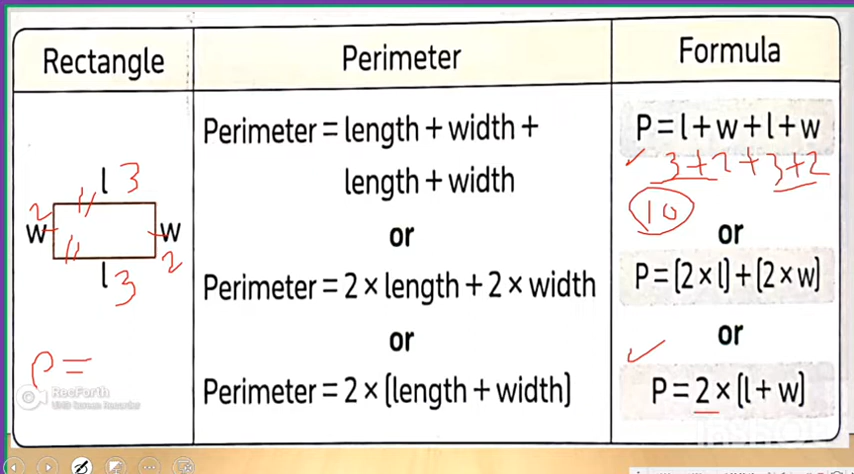 Rectangle
Perimeter
Formula
l 3
2
w
w
2
l 3
P =
Perimeter = length + width +
length + width
or
Perimeter = 2 × length + 2 × width
or
Perimeter = 2 × (length + width)
P = l + w + l + w
3 + 2 + 3 + 2
10
or
P = (2 × l) + (2 × w)
or
P = 2 × (l + w)
RecForth